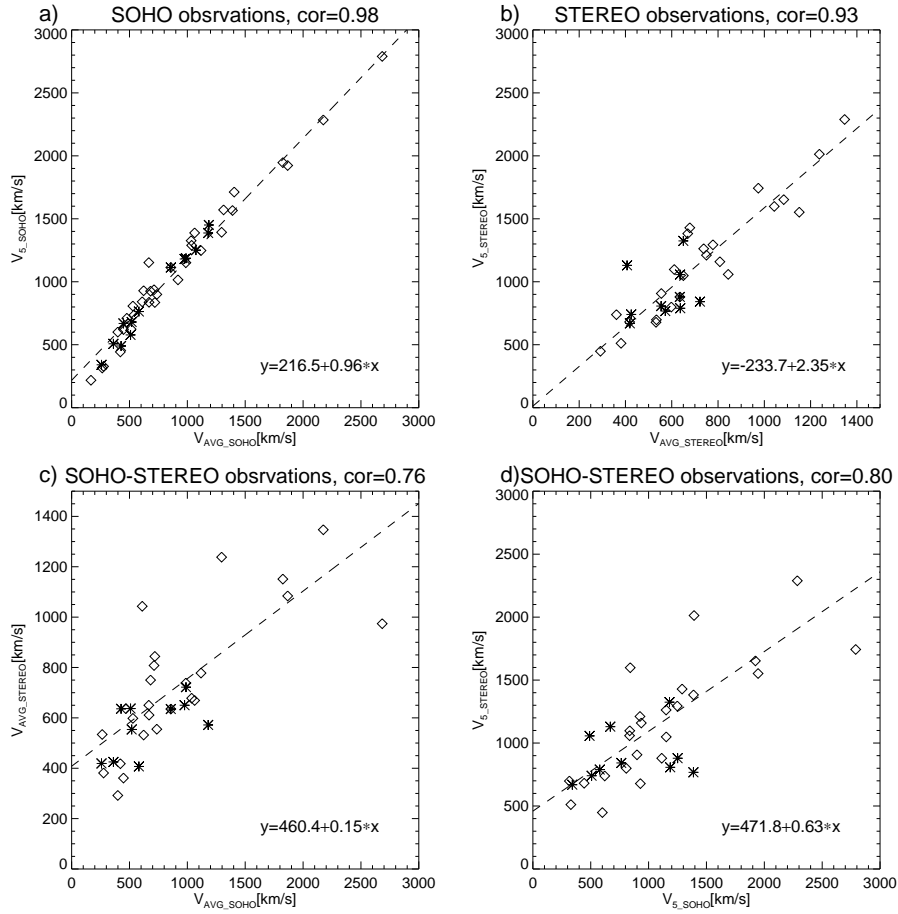 a) SOHO obsrvations, cor=0.98
3000
2500
2000
1500
1000
500
0
V5_SOHO[km/s]
y=216.5+0.96*x
0 500 1000 1500 2000 2500 3000
VAVG_SOHO[km/s]
b) STEREO observations, cor=0.93
3000
2500
2000
1500
1000
500
0
V5_STEREO[km/s]
y=-233.7+2.35*x
0 200 400 600 800 1000 1200 1400
VAVG_STEREO[km/s]
c) SOHO-STEREO obsrvations, cor=0.76
1400
1200
1000
800
600
400
200
0
VAVG_STEREO[km/s]
y=460.4+0.15*x
0 500 1000 1500 2000 2500 3000
VAVG_SOHO[km/s]
d) SOHO-STEREO observations, cor=0.80
3000
2500
2000
1500
1000
500
0
V5_STEREO[km/s]
y=471.8+0.63*x
0 500 1000 1500 2000 2500 3000
V5_SOHO[km/s]